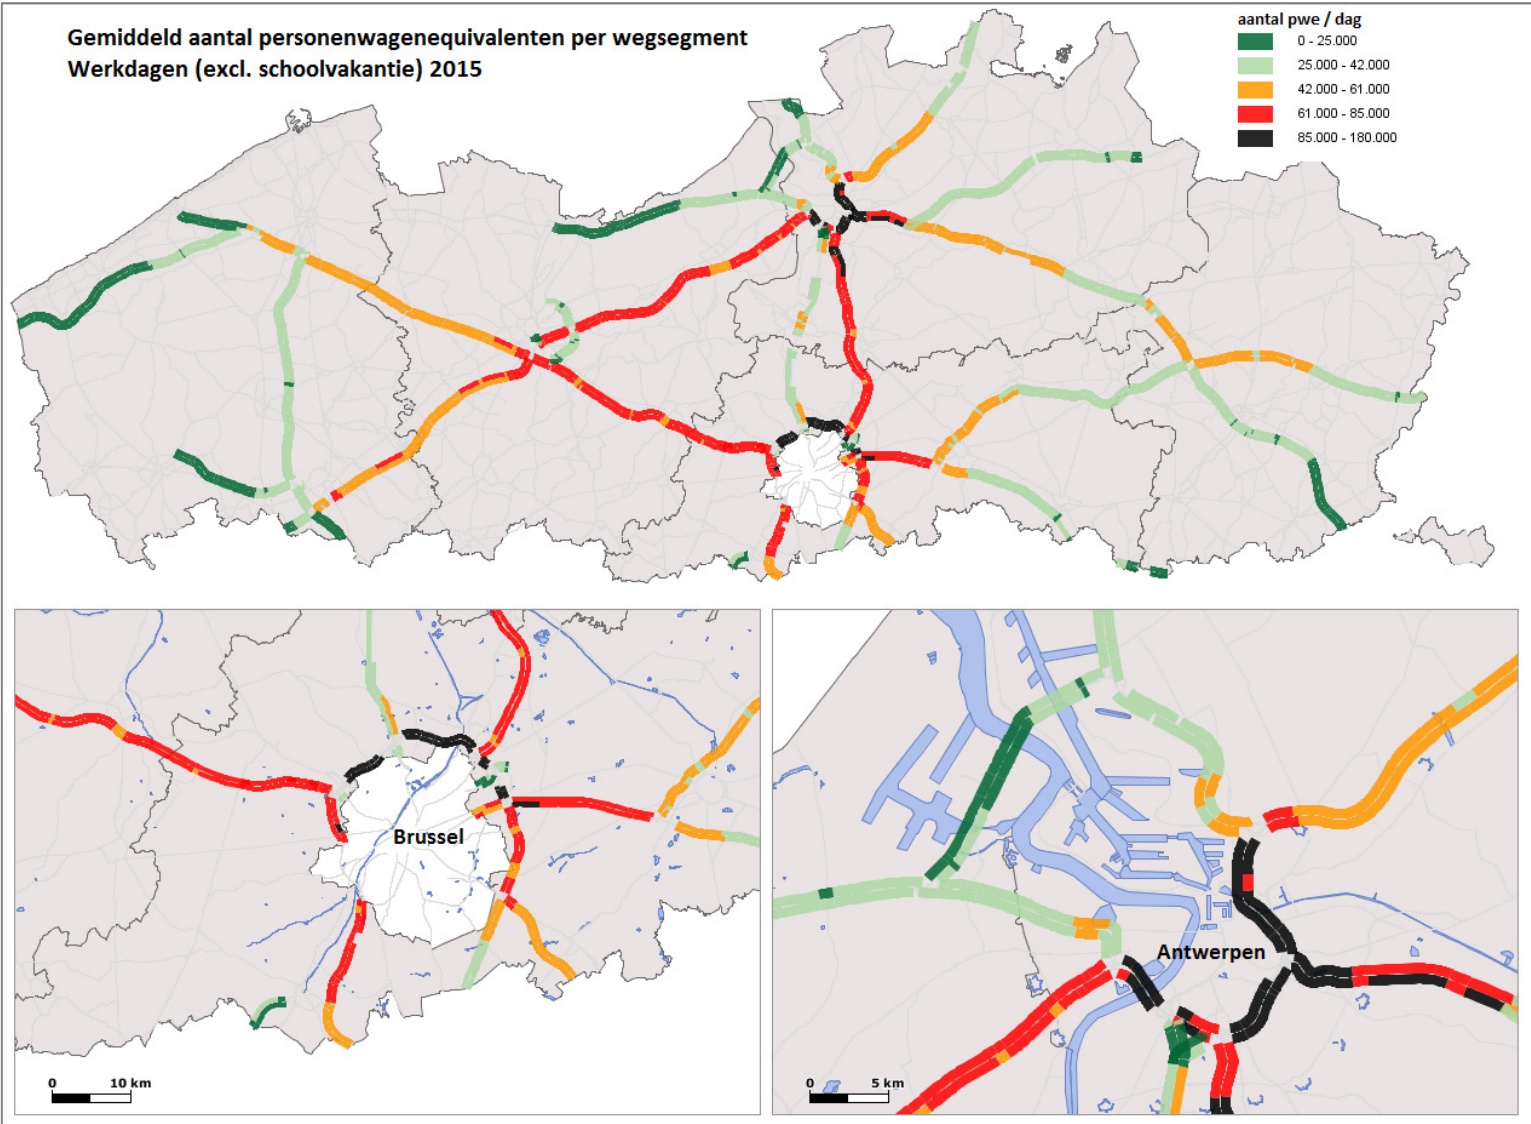 Gemiddeld aantal personenwagenequivalenten per wegsegment
Werkdagen (excl. schoolvakantie) 2015
aantal pwe / dag
0 - 25.000
25.000 - 42.000
42.000 - 61.000
61.000 - 85.000
85.000 - 180.000
Brussel
0 10 km
Antwerpen
0 5 km